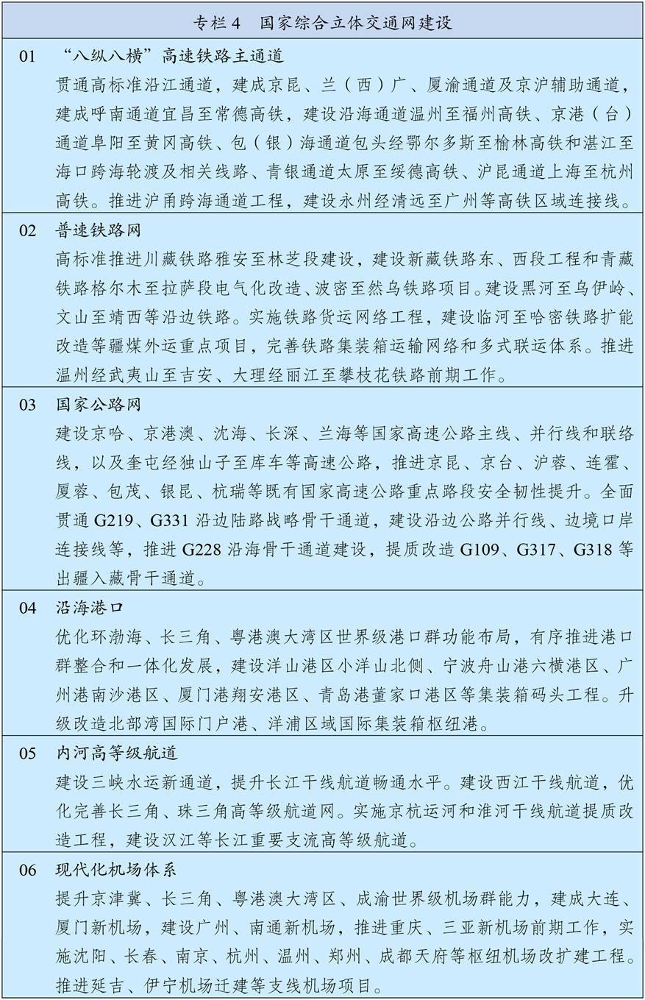 专栏4 国家综合立体交通网建设
01 “八纵八横”高速铁路主通道
贯通高标准沿江通道，建成京昆、兰（西）广、厦渝通道及京沪辅助通道，
建成呼南通道宜昌至常德高铁，建设沿海通道温州至福州高铁、京港（台）
通道阜阳至黄冈高铁、包（银）海通道包头经鄂尔多斯至榆林高铁和湛江至
海口跨海轮渡及相关线路、青银通道太原至绥德高铁、沪昆通道上海至杭州
高铁。推进沪甬跨海通道工程，建设永州经清远至广州等高铁区域连接线。
02 普速铁路网
高标准推进川藏铁路雅安至林芝段建设，建设新藏铁路东、西段工程和青藏
铁路格尔木至拉萨段电气化改造、波密至然乌铁路项目。建设黑河至乌伊岭、
文山至靖西等沿边铁路。实施铁路货运网络工程，建设临河至哈密铁路扩能
改造等疆煤外运重点项目，完善铁路集装箱运输网络和多式联运体系。推进
温州经武夷山至吉安、大理经丽江至攀枝花铁路前期工作。
03 国家公路网
建设京哈、京港澳、沈海、长深、兰海等国家高速公路主线、并行线和联络
线，以及奎屯经独山子至库车等高速公路，推进京昆、京台、沪蓉、连霍、
厦蓉、包茂、银昆、杭瑞等既有国家高速公路重点路段安全韧性提升。全面
贯通G219、G331沿边陆路战略骨干通道，建设沿边公路并行线、边境口岸
连接线等，推进G228沿海骨干通道建设，提质改造G109、G317、G318等
出疆入藏骨干通道。
04 沿海港口
优化环渤海、长三角、粤港澳大湾区世界级港口群功能布局，有序推进港口
群整合和一体化发展，建设洋山港区小洋山北侧、宁波舟山港六横港区、广
州港南沙港区、厦门港翔安港区、青岛港董家口港区等集装箱码头工程。升
级改造北部湾国际门户港、洋浦区域国际集装箱枢纽港。
05 内河高等级航道
建设三峡水运新通道，提升长江干线航道畅通水平。建设西江干线航道，优
化完善长三角、珠三角高等级航道网。实施京杭运河和淮河干线航道提质改
造工程，建设汉江等长江重要支流高等级航道。
06 现代化机场体系
提升京津冀、长三角、粤港澳大湾区、成渝世界级机场群能力，建成大连、
厦门新机场，建设广州、南通新机场，推进重庆、三亚新机场前期工作，实
施沈阳、长春、南京、杭州、温州、郑州、成都天府等枢纽机场改扩建工程。
推进延吉、伊宁机场迁建等支线机场项目。